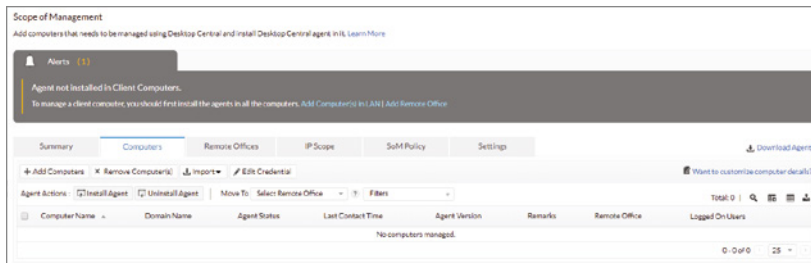 Scope of Management
Add computers that needs to be managed using Desktop Central and install Desktop Central agent in it. Learn More
Alerts (1)
Agent not installed in Client Computers.
To manage a client computer, you should first install the agents in all the computers. Add Computer(s) in LAN | Add Remote Office
Summary Computers Remote Offices IP Scope SoM Policy Settings Download Agent
+ Add Computers × Remove Computer(s) Import Edit Credential Want to customize computer details?
Agent Actions : Install Agent Uninstall Agent Move To Select Remote Office ? Filters
Total: 0
Computer Name Domain Name Agent Status Last Contact Time Agent Version Remarks Remote Office Logged On Users
No computers managed.
0 - 0 of 0 25